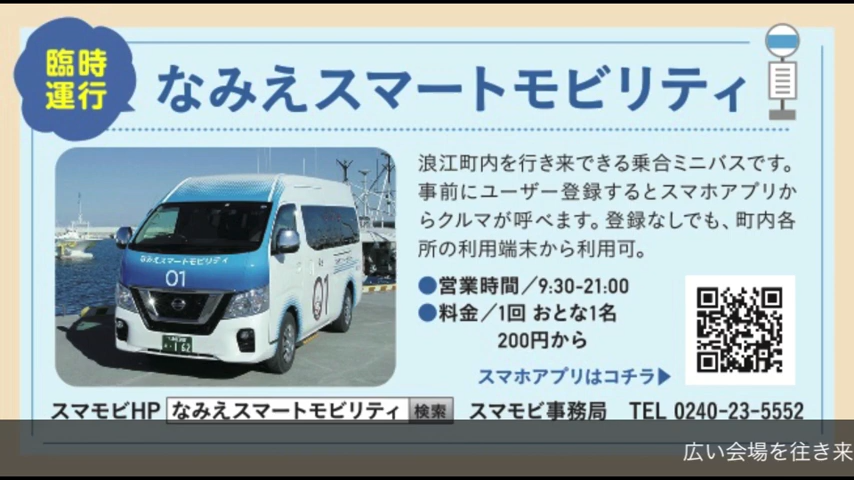 臨時
運行
なみえスマートモビリティ
浪江町内を行き来できる乗合ミニバスです。
事前にユーザー登録するとスマホアプリか
らクルマが呼べます。登録なしでも、町内各
所の利用端末から利用可。
なみえスマートモビリティ
01
01
・162
●営業時間/9:30-21:00
●料金/1回 おとな1名
200円から
スマホアプリはコチラ▶
スマモビHP なみえスマートモビリティ 検索 スマモビ事務局 TEL 0240-23-5552
広い会場を往き来